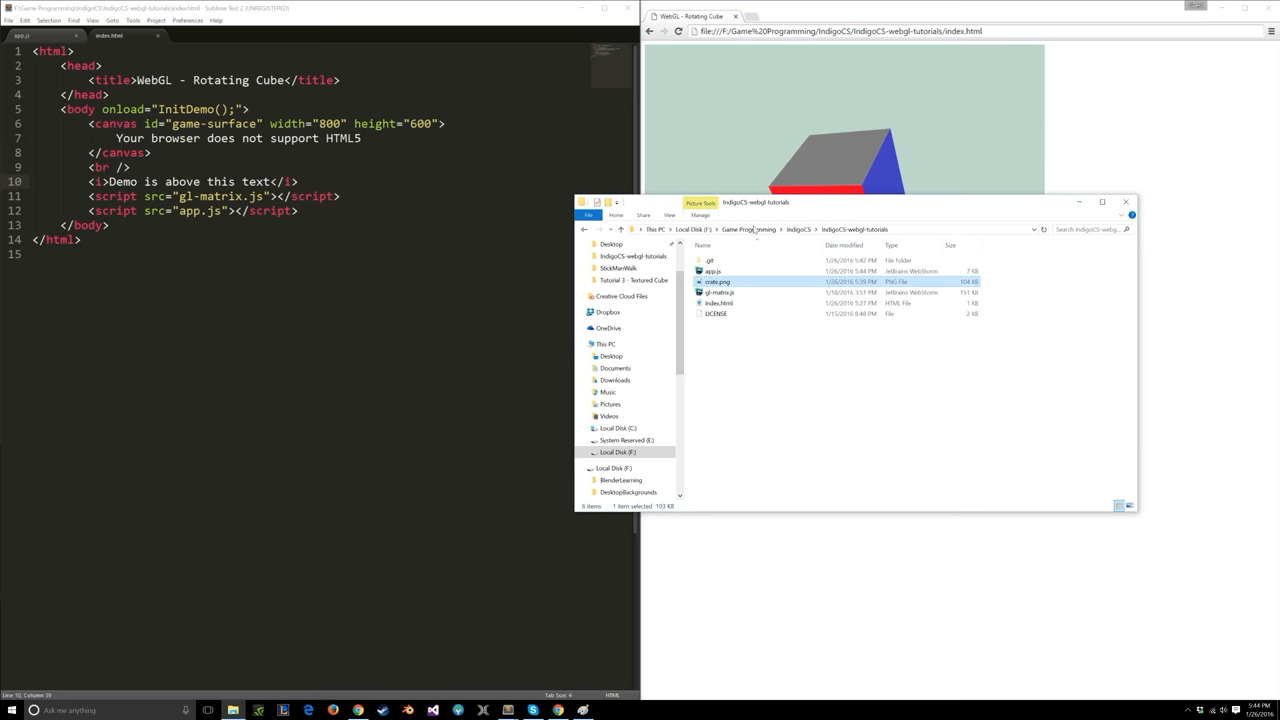 F:\Game Programming\IndigoCS\IndigoCS-webgl-tutorials\index.html - Sublime Text 2 (UNREGISTERED)
File Edit Selection Find View Goto Tools Project Preferences Help
app.js index.html
1 <html>
2 <head>
3 <title>WebGL - Rotating Cube</title>
4 </head>
5 <body onload="InitDemo();">
6 <canvas id="game-surface" width="800" height="600">
7 Your browser does not support HTML5
8 </canvas>
9 <br />
10 <i>Demo is above this text</i>
11 <script src="gl-matrix.js"></script>
12 <script src="app.js"></script>
13 </body>
14 </html>
Line 10, Column 39
Tab Size: 4 HTML
WebGL - Rotating Cube
file:///F:/Game%20Programming/IndigoCS/IndigoCS-webgl-tutorials/index.html
Picture Tools IndigoCS-webgl-tutorials
File Home Share View Manage
This PC Local Disk (F:) Game Programming IndigoCS IndigoCS-webgl-tutorials
Search IndigoCS-webg...
Desktop
IndigoCS-webgl-tutorials
StickManWalk
Tutorial 3 - Textured Cube
Creative Cloud Files
Dropbox
OneDrive
This PC
Desktop
Documents
Downloads
Music
Pictures
Videos
Local Disk (C:)
System Reserved (E:)
Local Disk (F:)
Local Disk (F:)
BlenderLearning
DesktopBackgrounds
Name Date modified Type Size
.git 1/26/2016 5:42 PM File folder
app.js 1/26/2016 5:44 PM JetBrains WebStorm 7 KB
crate.png 1/26/2016 5:39 PM PNG File 104 KB
gl-matrix.js 1/18/2016 3:51 PM JetBrains WebStorm 151 KB
index.html 1/26/2016 5:27 PM HTML File 1 KB
LICENSE 1/15/2016 8:48 PM File 2 KB
6 items 1 item selected 103 KB
Ask me anything
5:44 PM
1/26/2016